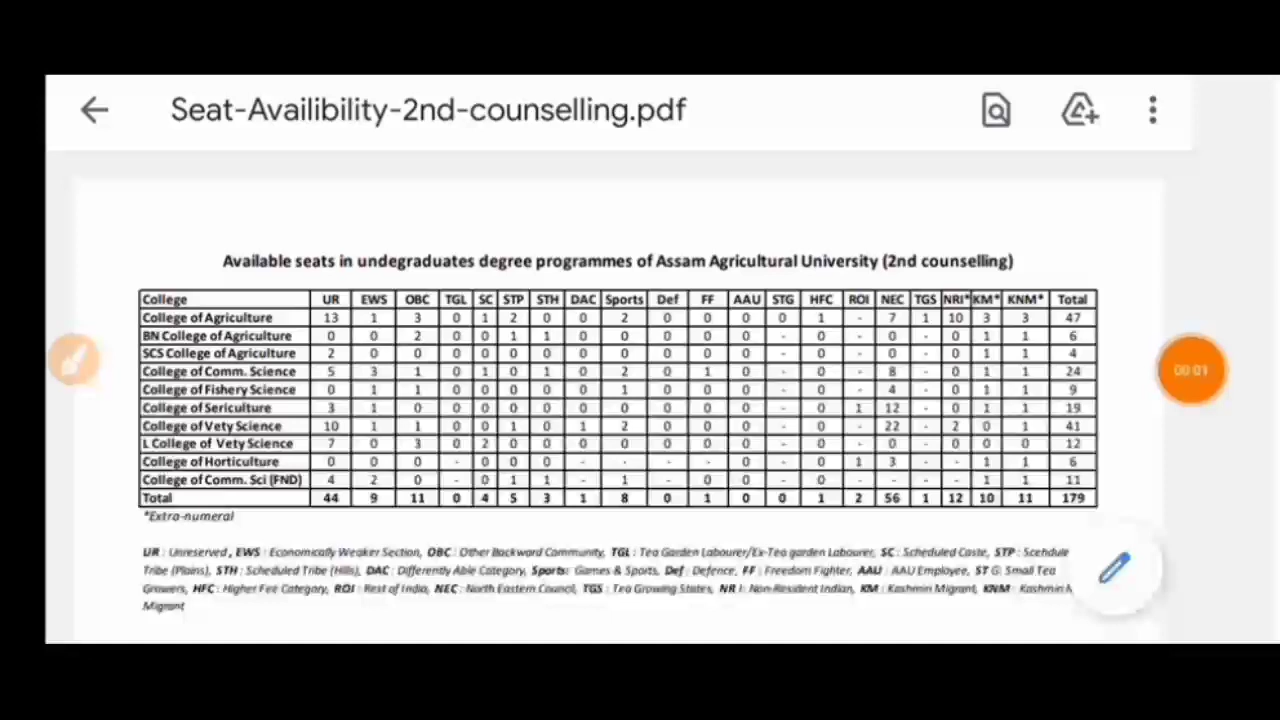 Seat-Availibility-2nd-counselling.pdf
Available seats in undegraduates degree programmes of Assam Agricultural University (2nd counselling)
College UR EWS OBC TGL SC STP STH DAC Sports Def FF AAU STG HFC ROI NEC TGS NRI* KM* KNM* Total
College of Agriculture 13 1 3 0 1 2 0 0 2 0 0 0 0 1 - 7 1 10 3 3 47
BN College of Agriculture 0 0 2 0 0 1 1 0 0 0 0 0 - 0 - 0 - 0 1 1 6
SCS College of Agriculture 2 0 0 0 0 0 0 0 0 0 0 0 - 0 - 0 - 0 1 1 4
College of Comm. Science 5 3 1 0 1 0 1 0 2 0 1 0 - 0 - 8 - 0 1 1 24
College of Fishery Science 0 1 1 0 0 0 0 0 1 0 0 0 - 0 - 4 - 0 1 1 9
College of Sericulture 3 1 0 0 0 0 0 0 0 0 0 0 - 0 1 12 - 0 1 1 19
College of Vety Science 10 1 1 0 0 1 0 1 2 0 0 0 - 0 - 22 - 2 0 1 41
L College of Vety Science 7 0 3 0 2 0 0 0 0 0 0 0 - 0 - 0 - 0 0 0 12
College of Horticulture 0 0 0 - 0 0 0 - - - - 0 - 0 1 3 - - 1 1 6
College of Comm. Sci (FND) 4 2 0 - 0 1 1 - 1 - 0 0 - 0 - - - - 1 1 11
Total 44 9 11 0 4 5 3 1 8 0 1 0 0 1 2 56 1 12 10 11 179
*Extra-numeral
UR : Unreserved, EWS : Economically Weaker Section, OBC : Other Backward Community, TGL : Tea Garden Labourer/Ex-Tea garden Labourer, SC : Scheduled Caste, STP : Scehdule
Tribe (Plains), STH : Scheduled Tribe (Hills), DAC : Differently Able Category, Sports: Games & Sports, Def : Defence, FF : Freedom Fighter, AAU : AAU Employee, ST G: Small Tea
Growers, HFC : Higher Fee Category, ROI : Rest of India, NEC : North Eastern Council, TGS : Tea Growing States, NR I: Non-Resident Indian, KM : Kashmin Migrant, KNM : Kashmin
Migrant
00:01